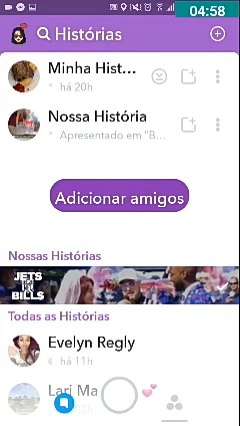 04:58
Histórias
Minha Hist...
há 20h
Nossa História
Apresentado em "B...
Adicionar amigos
Nossas Histórias
JETS
BILLS
Todas as Histórias
Evelyn Regly
há 11h
Lari Ma